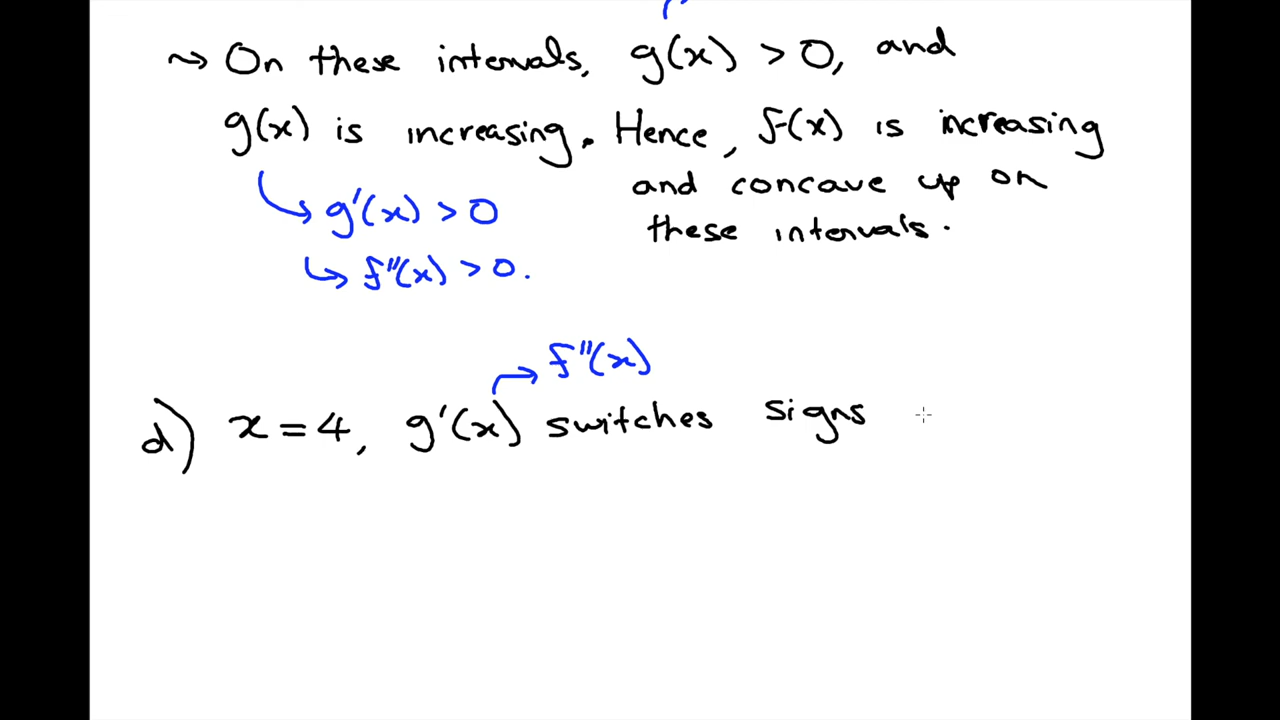 ⤳ On these intervals, g(x) > 0, and
g(x) is increasing. Hence, f(x) is increasing
and concave up on
these intervals.
↳ g'(x) > 0
↳ f''(x) > 0.
→ f''(x)
d) x = 4, g'(x) switches signs